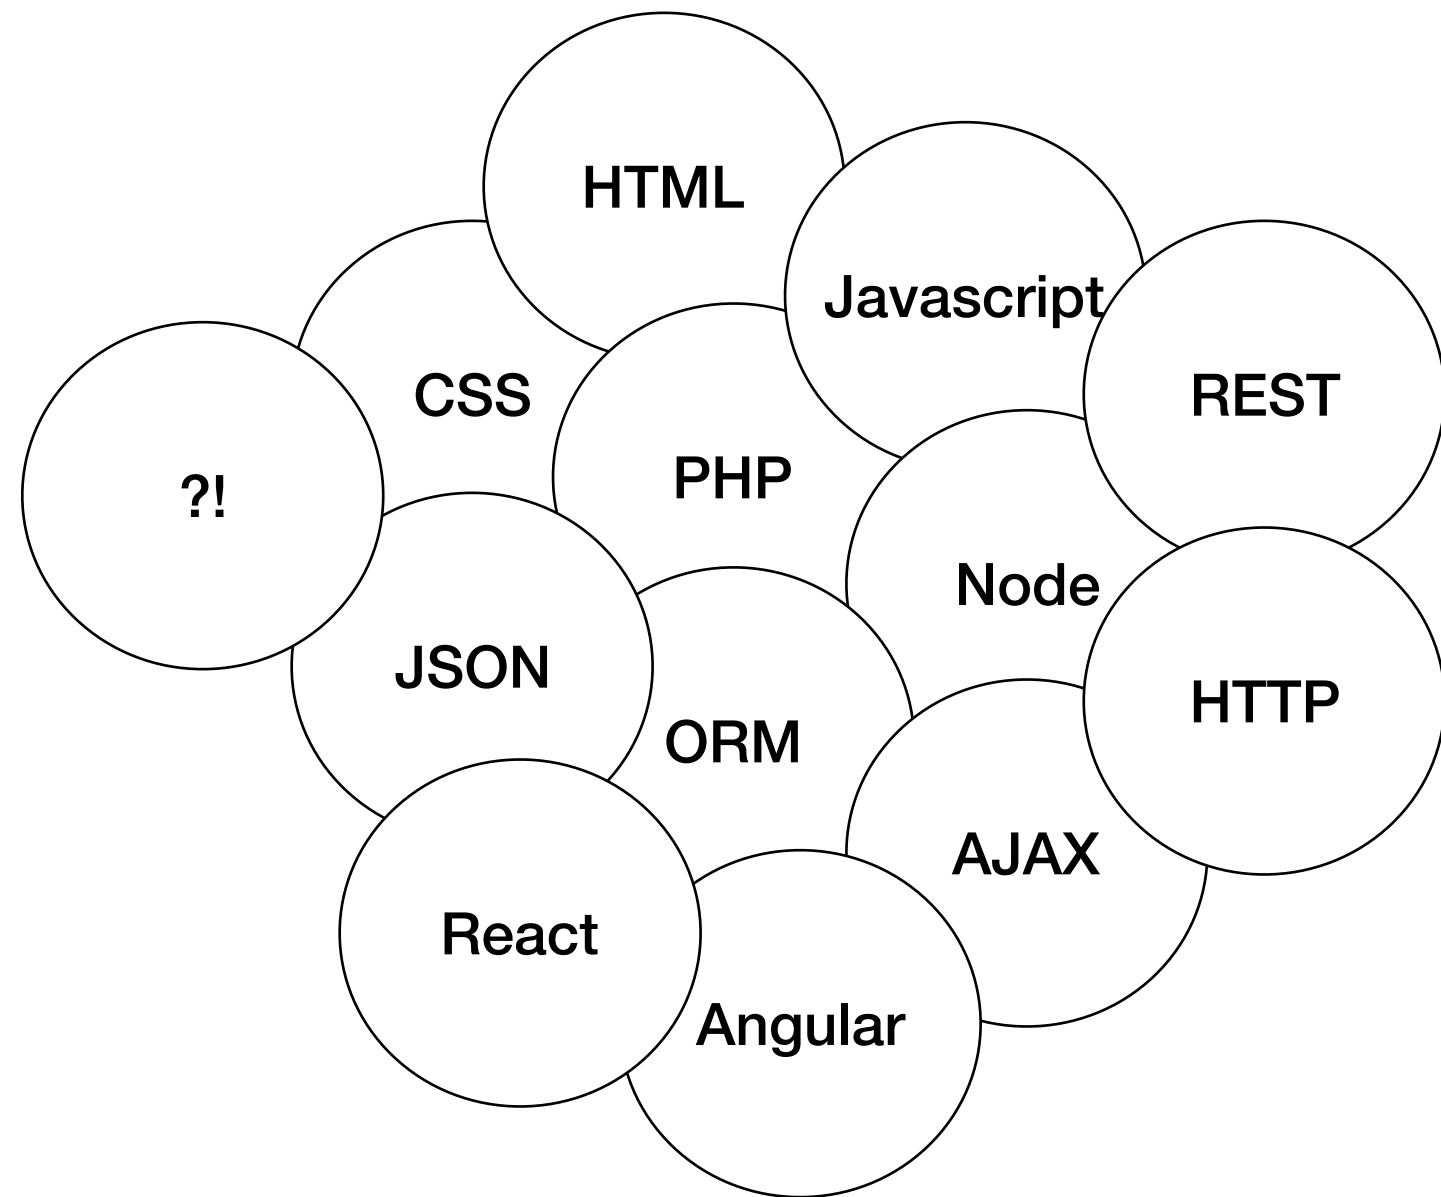 HTML
Javascript
CSS
REST
PHP
?!
Node
JSON
HTTP
ORM
AJAX
React
Angular